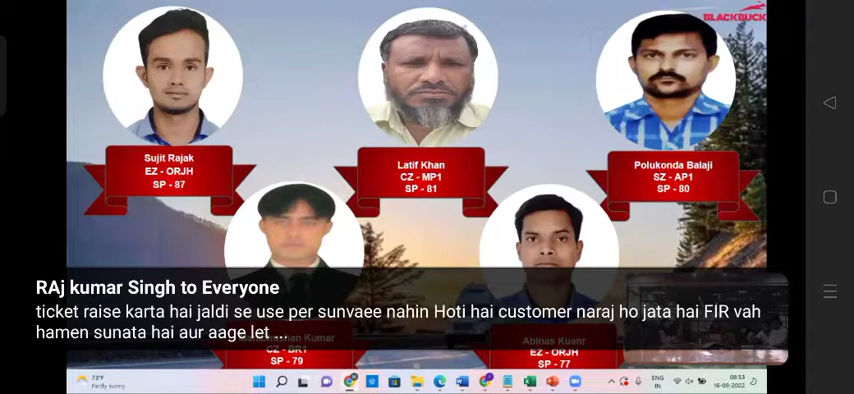 BLACKBUCK
Sujit Rajak
EZ - ORJH
SP - 87
Latif Khan
CZ - MP1
SP - 81
Polukonda Balaji
SZ - AP1
SP - 80
RAj kumar Singh to Everyone
ticket raise karta hai jaldi se use per sunvaee nahin Hoti hai customer naraj ho jata hai FIR vah
hamen sunata hai aur aage let ...
Kumar
CZ - BR1
SP - 79
Abinas Kuanr
EZ - ORJH
SP - 77
73°F
Partly sunny
ENG
IN
09:53
16-09-2022